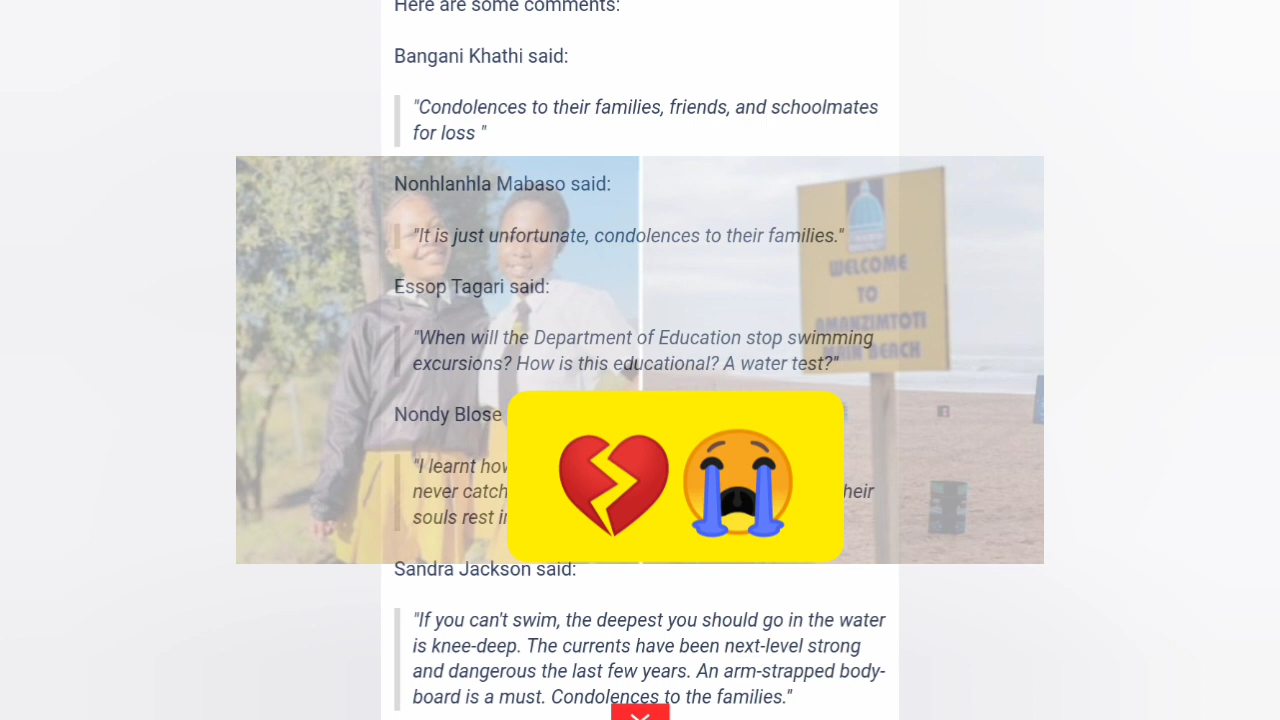 Here are some comments:
Bangani Khathi said:
"Condolences to their families, friends, and schoolmates
for loss "
Nonhlanhla Mabaso said:
"It is just unfortunate, condolences to their families."
Essop Tagari said:
"When will the Department of Education stop swimming
excursions? How is this educational? A water test?"
WELCOME
TO
AMANZIMTOTI
MAIN BEACH
Nondy Blose
"I learnt how
never catch
souls rest
Sandra Jackson said:
"If you can't swim, the deepest you should go in the water
is knee-deep. The currents have been next-level strong
and dangerous the last few years. An arm-strapped body-
board is a must. Condolences to the families."